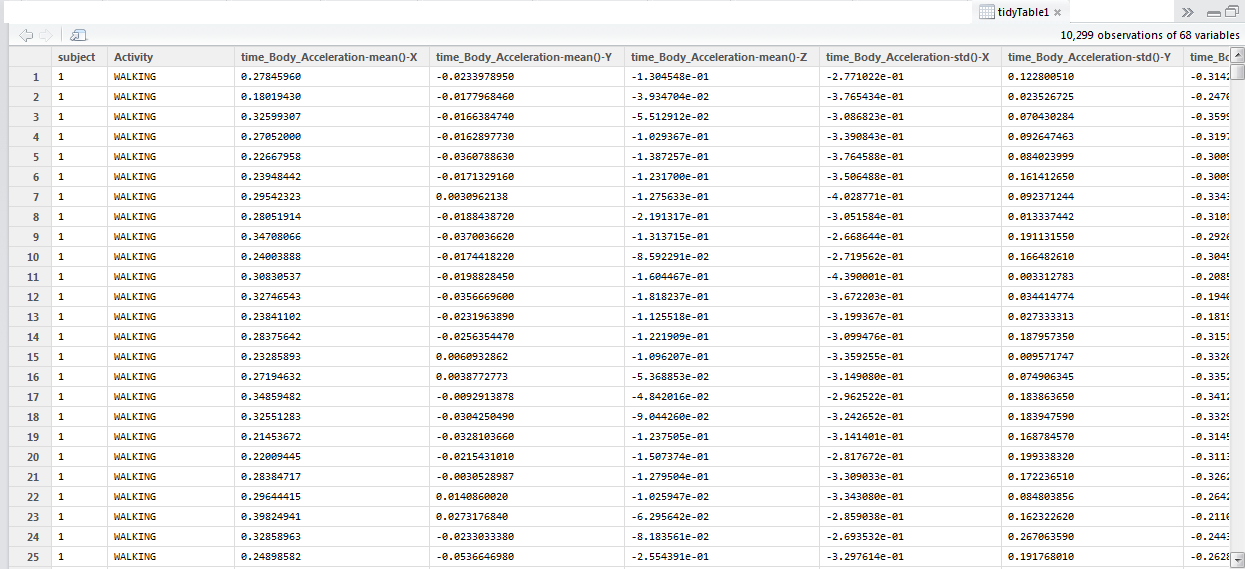 tidyTable1
10,299 observations of 68 variables
subject Activity time_Body_Acceleration-mean()-X time_Body_Acceleration-mean()-Y time_Body_Acceleration-mean()-Z time_Body_Acceleration-std()-X time_Body_Acceleration-std()-Y time_Bo
1 1 WALKING 0.27845960 -0.0233978950 -1.304548e-01 -2.771022e-01 0.122800510 -0.3142
2 1 WALKING 0.18019430 -0.0177968460 -3.934704e-02 -3.765434e-01 0.023526725 -0.2470
3 1 WALKING 0.32599307 -0.0166384740 -5.512912e-02 -3.086823e-01 0.070430284 -0.3599
4 1 WALKING 0.27052000 -0.0162897730 -1.029367e-01 -3.390843e-01 0.092647463 -0.3197
5 1 WALKING 0.22667958 -0.0360788630 -1.387257e-01 -3.764588e-01 0.084023999 -0.3009
6 1 WALKING 0.23948442 -0.0171329160 -1.231700e-01 -3.506488e-01 0.161412650 -0.3009
7 1 WALKING 0.29542323 0.0030962138 -1.275633e-01 -4.028771e-01 0.092371244 -0.3343
8 1 WALKING 0.28051914 -0.0188438720 -2.191317e-01 -3.051584e-01 0.013337442 -0.3101
9 1 WALKING 0.34708066 -0.0370036620 -1.313715e-01 -2.668644e-01 0.191131550 -0.2926
10 1 WALKING 0.24003888 -0.0174418220 -8.592291e-02 -2.719562e-01 0.166482610 -0.3045
11 1 WALKING 0.30830537 -0.0198828450 -1.604467e-01 -4.390001e-01 0.003312783 -0.2085
12 1 WALKING 0.32746543 -0.0356669600 -1.818237e-01 -3.672203e-01 0.034414774 -0.1940
13 1 WALKING 0.23841102 -0.0231963890 -1.125518e-01 -3.199367e-01 0.027333313 -0.1819
14 1 WALKING 0.28375642 -0.0256354470 -1.221909e-01 -3.099476e-01 0.187957350 -0.3151
15 1 WALKING 0.23285893 0.0060932862 -1.096207e-01 -3.359255e-01 0.009571747 -0.3320
16 1 WALKING 0.27194632 0.0038772773 -5.368853e-02 -3.149080e-01 0.074906345 -0.3352
17 1 WALKING 0.34859482 -0.0092913878 -4.842016e-02 -2.962522e-01 0.183863650 -0.3412
18 1 WALKING 0.32551283 -0.0304250490 -9.044260e-02 -3.242652e-01 0.183947590 -0.3329
19 1 WALKING 0.21453672 -0.0328103660 -1.237505e-01 -3.141401e-01 0.168784570 -0.3145
20 1 WALKING 0.22009445 -0.0215431010 -1.507374e-01 -2.817672e-01 0.199338320 -0.3113
21 1 WALKING 0.28384717 -0.0030528987 -1.279504e-01 -3.309033e-01 0.172236510 -0.3262
22 1 WALKING 0.29644415 0.0140860020 -1.025947e-02 -3.343080e-01 0.084803856 -0.2642
23 1 WALKING 0.39824941 0.0273176840 -6.295642e-02 -2.859038e-01 0.162322620 -0.2110
24 1 WALKING 0.32858963 -0.0233033380 -8.183561e-02 -2.693532e-01 0.267063590 -0.2443
25 1 WALKING 0.24898582 -0.0536646980 -2.554391e-01 -3.297614e-01 0.191768010 -0.2628